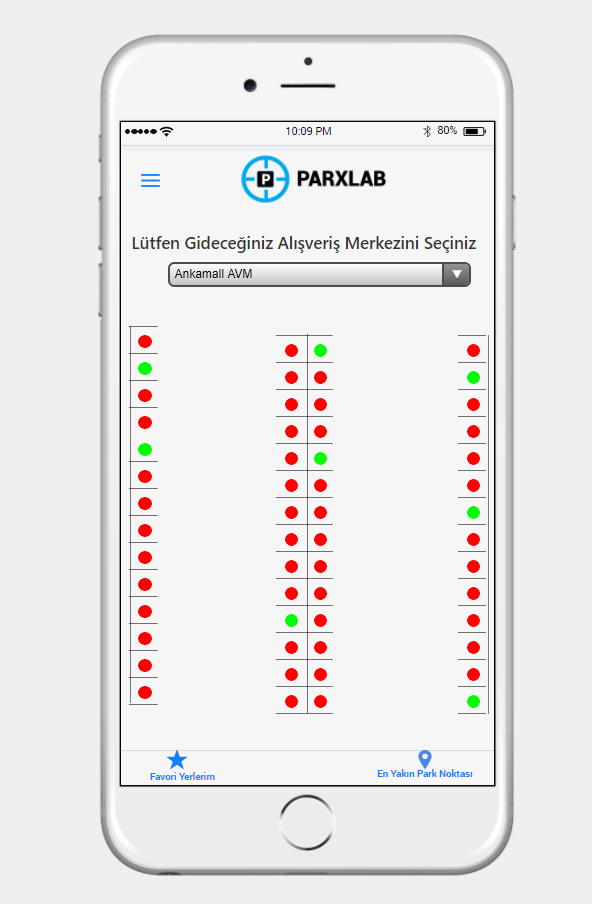 10:09 PM
80%
P PARXLAB
Lütfen Gideceğiniz Alışveriş Merkezini Seçiniz
Ankamall AVM
Favori Yerlerim
En Yakın Park Noktası